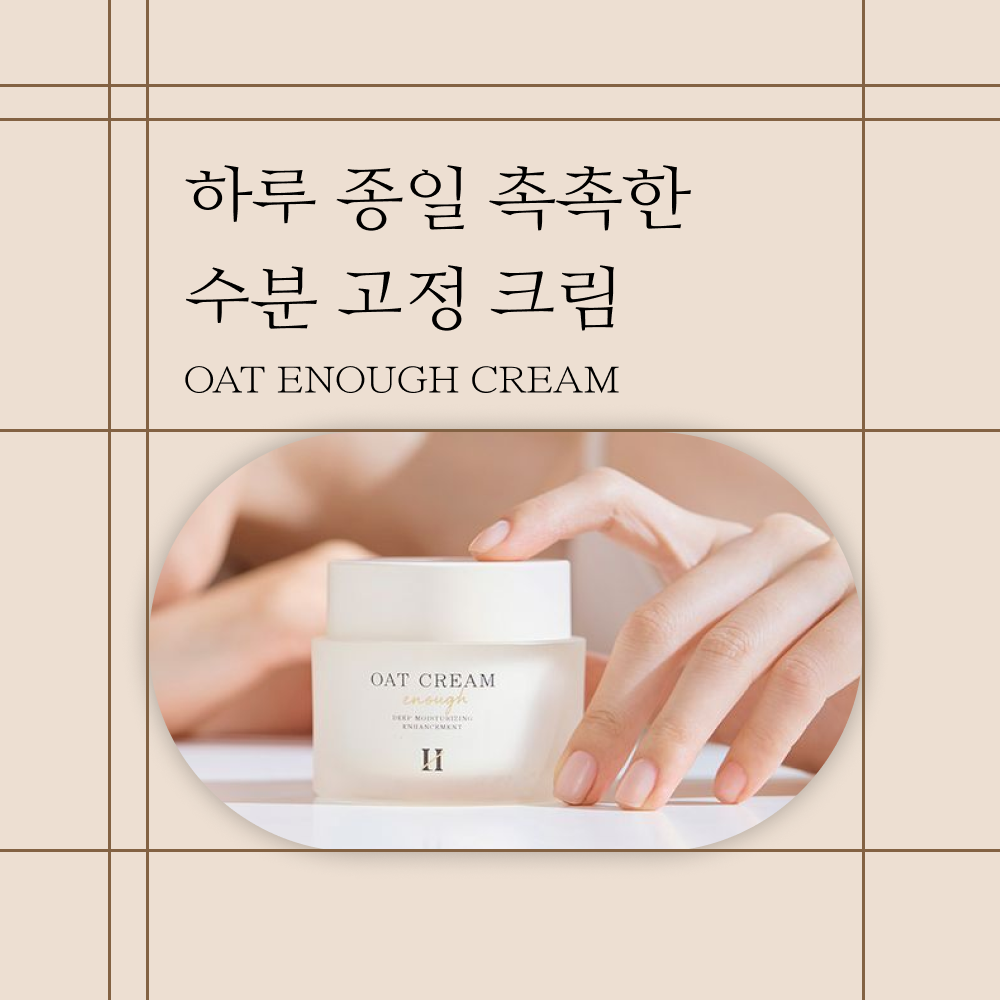 하루 종일 촉촉한
수분 고정 크림
OAT ENOUGH CREAM
OAT CREAM
enough
DEEP MOISTURIZING
ENHANCEMENT
H